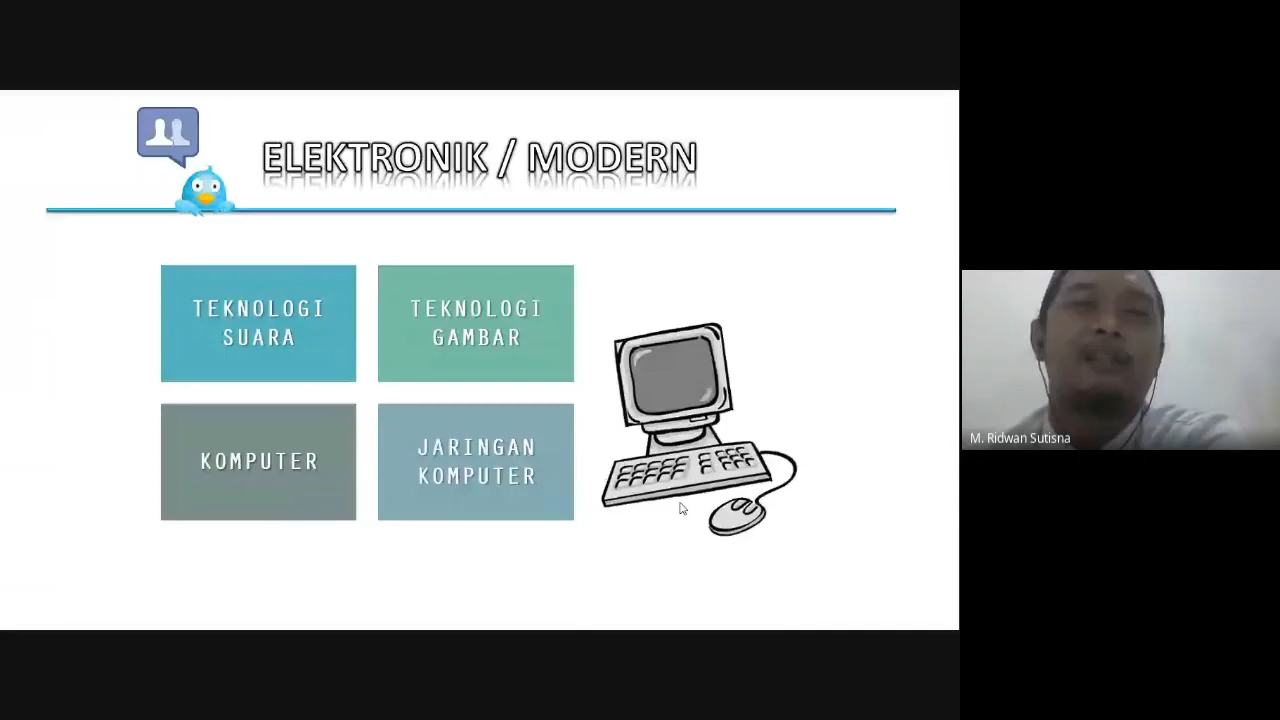 ELEKTRONIK / MODERN
TEKNOLOGI
SUARA
TEKNOLOGI
GAMBAR
KOMPUTER
JARINGAN
KOMPUTER
M. Ridwan Sutisna